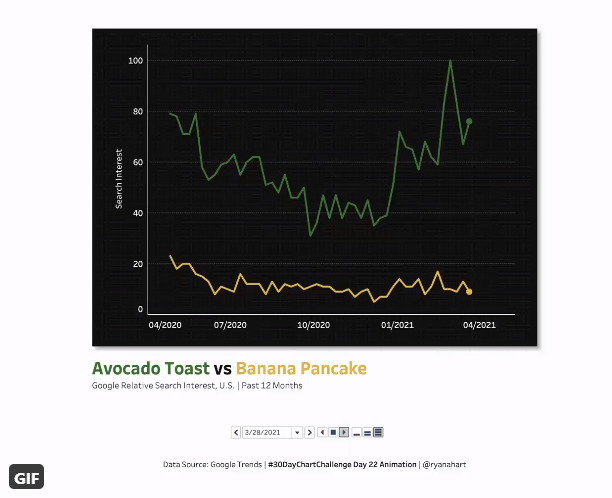 100
80
60
40
20
0
Search Interest
04/2020 07/2020 10/2020 01/2021 04/2021
Avocado Toast vs Banana Pancake
Google Relative Search Interest, U.S. | Past 12 Months
3/28/2021
Data Source: Google Trends | #30DayChartChallenge Day 22 Animation | @ryanahart
GIF